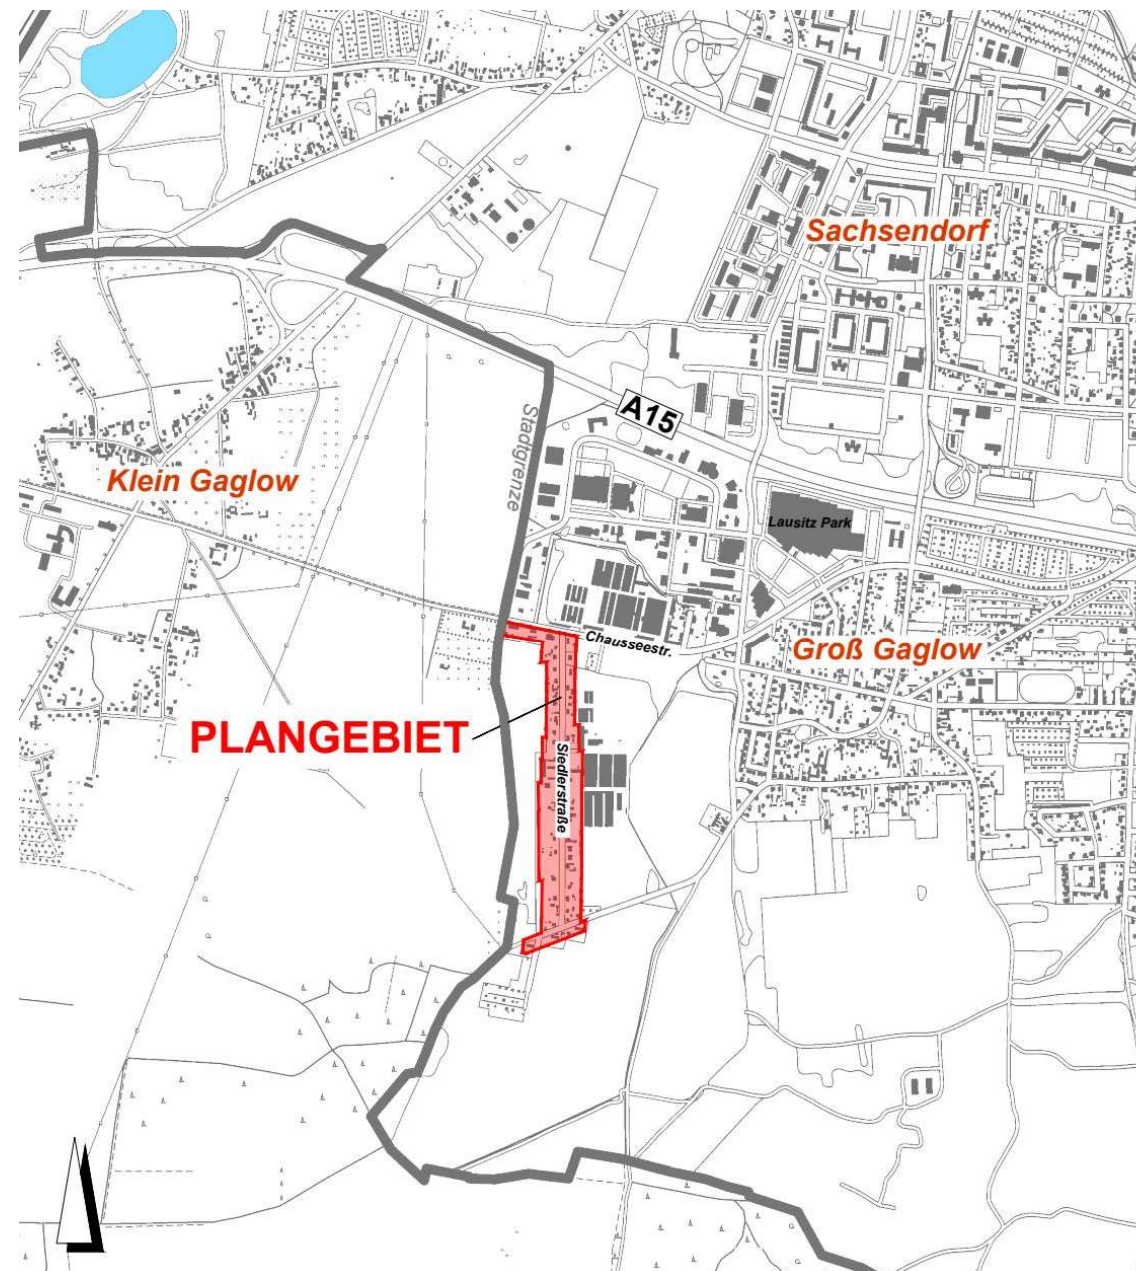 Sachsendorf
A15
Stadtgrenze
Klein Gaglow
Lausitz Park
Chausseestr.
Groß Gaglow
PLANGEBIET
Siedlerstraße